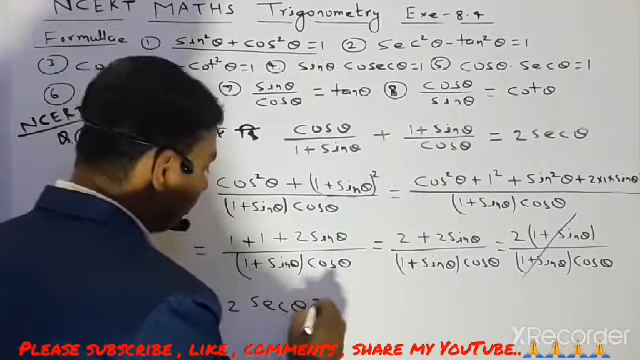 NCERT MATHS Trigonometry Exe-8.4
Formullae ① sin²θ + cos²θ = 1 ② sec²θ - tan²θ = 1
③ cot²θ = 1 ④ sinθ cosecθ = 1 ⑤ cosθ · secθ = 1
⑥ ⑦ sinθ/cosθ = tanθ ⑧ cosθ/sinθ = cotθ
NCERT
Q कि cosθ/(1+sinθ) + (1+sinθ)/cosθ = 2secθ
(cos²θ + (1+sinθ)²)/((1+sinθ)cosθ) = (cos²θ + 1² + sin²θ + 2×1×sinθ)/((1+sinθ)cosθ)
= (1+1+2sinθ)/((1+sinθ)cosθ) = (2+2sinθ)/((1+sinθ)cosθ) = 2(1+sinθ)/((1+sinθ)cosθ)
2 secθ =
Please subscribe , like , comments , share my YouTube..
XRecorder